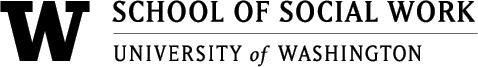 W
SCHOOL OF SOCIAL WORK
UNIVERSITY of WASHINGTON